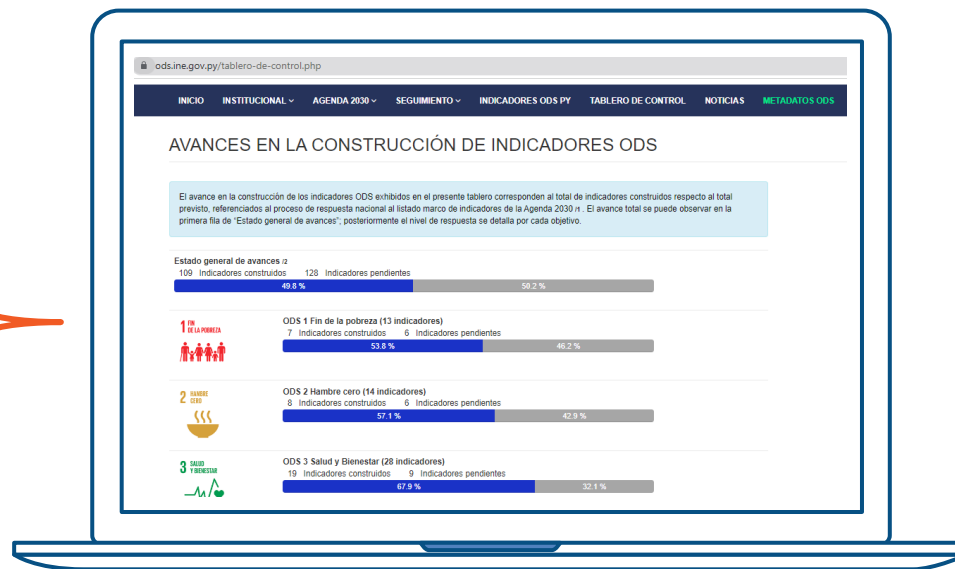 ods.ine.gov.py/tablero-de-control.php
INICIO INSTITUCIONAL AGENDA 2030 SEGUIMIENTO INDICADORES ODS PY TABLERO DE CONTROL NOTICIAS METADATOS ODS
AVANCES EN LA CONSTRUCCIÓN DE INDICADORES ODS
El avance en la construcción de los indicadores ODS exhibidos en el presente tablero corresponden al total de indicadores construidos respecto al total
previsto, referenciados al proceso de respuesta nacional al listado marco de indicadores de la Agenda 2030 /1 . El avance total se puede observar en la
primera fila de "Estado general de avances"; posteriormente el nivel de respuesta se detalla por cada objetivo.
Estado general de avances /2
109 Indicadores construidos 128 Indicadores pendientes
49.8 % 50.2 %
1 FIN DE LA POBREZA
ODS 1 Fin de la pobreza (13 indicadores)
7 Indicadores construidos 6 Indicadores pendientes
53.8 % 46.2 %
2 HAMBRE CERO
ODS 2 Hambre cero (14 indicadores)
8 Indicadores construidos 6 Indicadores pendientes
57.1 % 42.9 %
3 SALUD Y BIENESTAR
ODS 3 Salud y Bienestar (28 indicadores)
19 Indicadores construidos 9 Indicadores pendientes
67.9 % 32.1 %